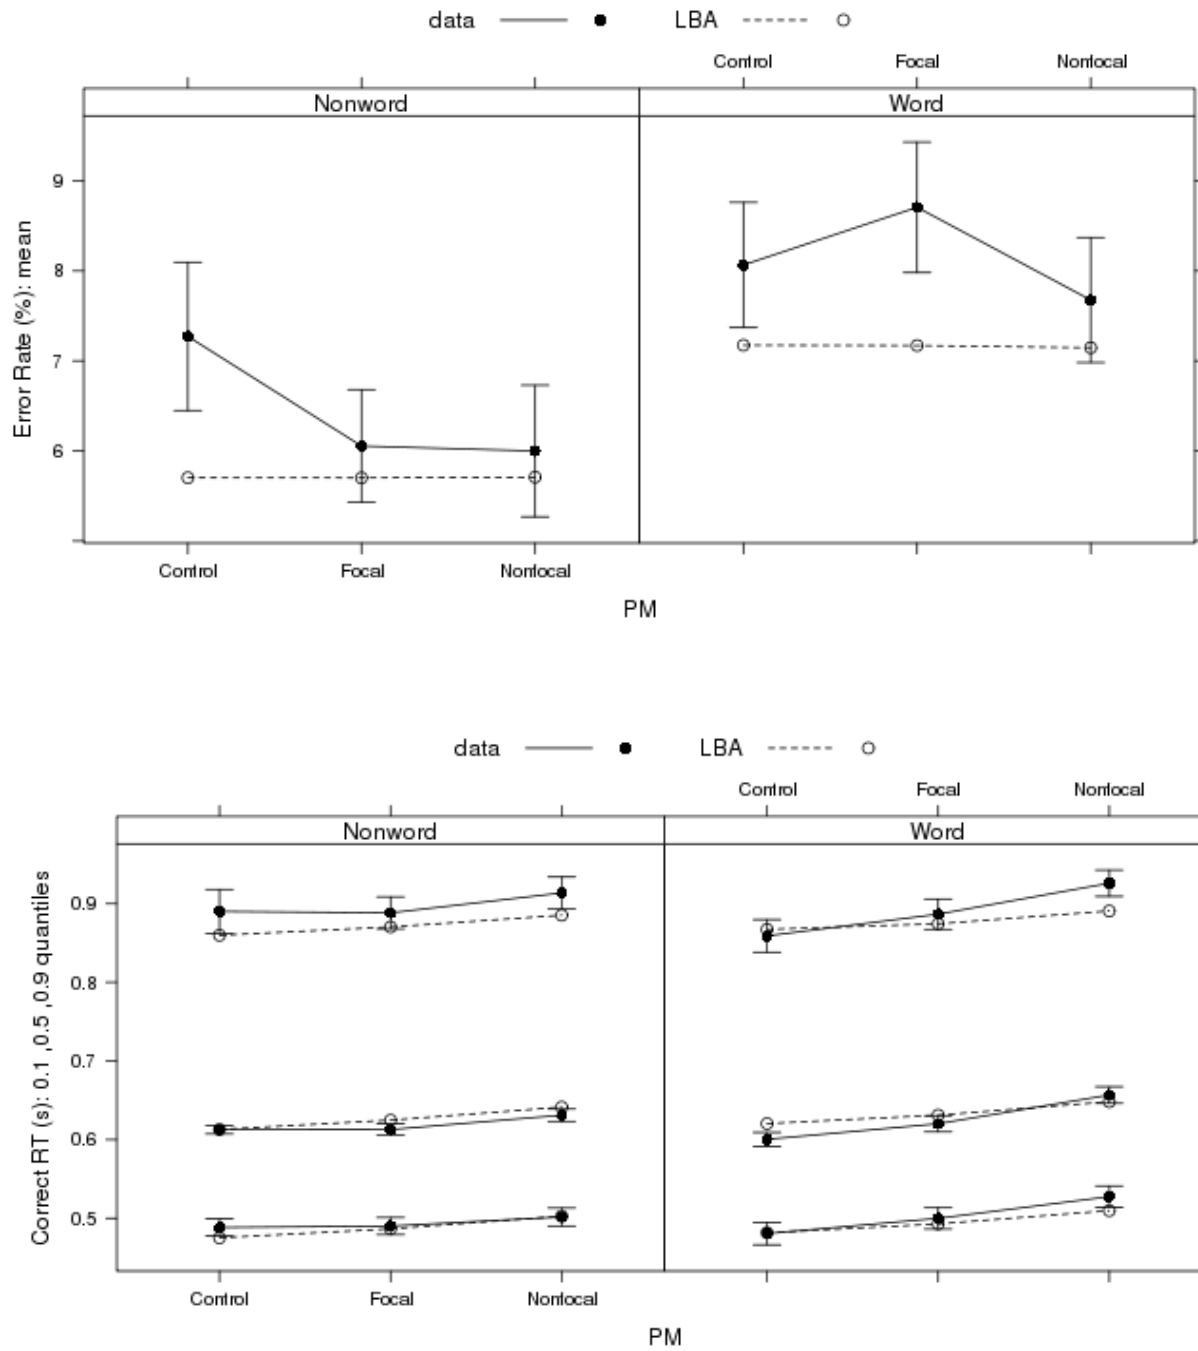 data LBA
Control Focal Nonfocal
Nonword Word
Error Rate (%): mean
9
8
7
6
Control Focal Nonfocal
PM
data LBA
Control Focal Nonfocal
Nonword Word
Correct RT (s): 0.1 ,0.5 ,0.9 quantiles
0.9
0.8
0.7
0.6
0.5
Control Focal Nonfocal
PM